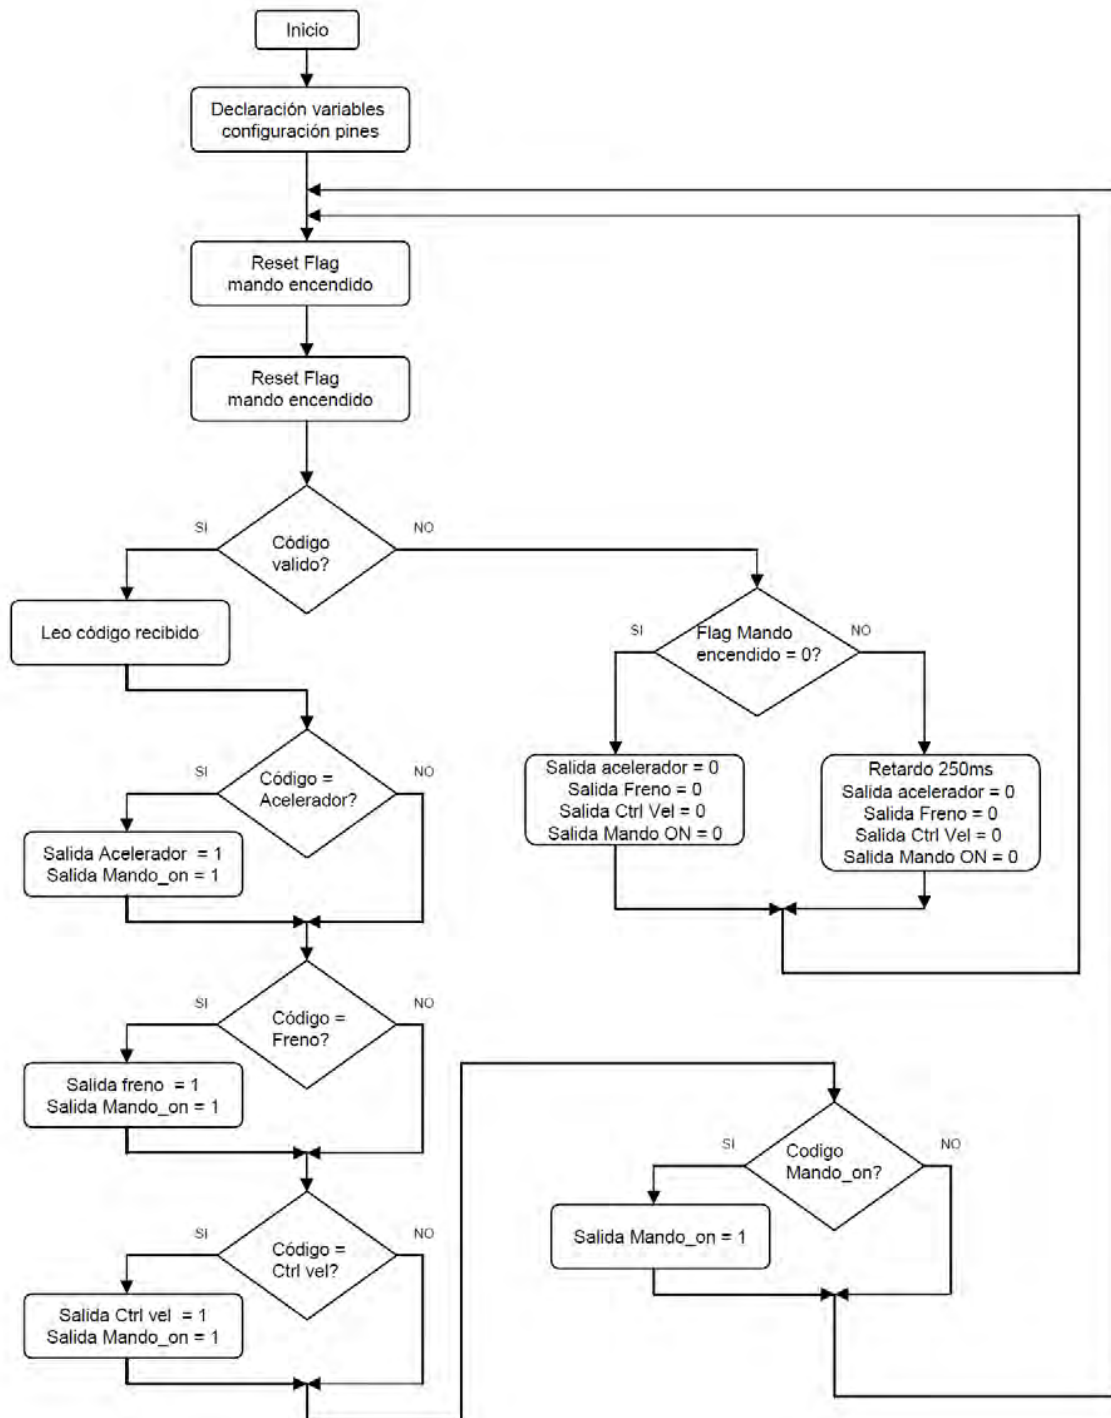 Inicio
Declaración variables
configuración pines
Reset Flag
mando encendido
Reset Flag
mando encendido
SI
NO
Código
valido?
Leo código recibido
SI
Flag Mando
encendido = 0?
NO
SI
Código =
Acelerador?
NO
Salida acelerador = 0
Salida Freno = 0
Salida Ctrl Vel = 0
Salida Mando ON = 0
Retardo 250ms
Salida acelerador = 0
Salida Freno = 0
Salida Ctrl Vel = 0
Salida Mando ON = 0
Salida Acelerador = 1
Salida Mando_on = 1
SI
Código =
Freno?
NO
Salida freno = 1
Salida Mando_on = 1
SI
Código =
Ctrl vel?
NO
Salida Ctrl vel = 1
Salida Mando_on = 1
SI
Codigo
Mando_on?
NO
Salida Mando_on = 1